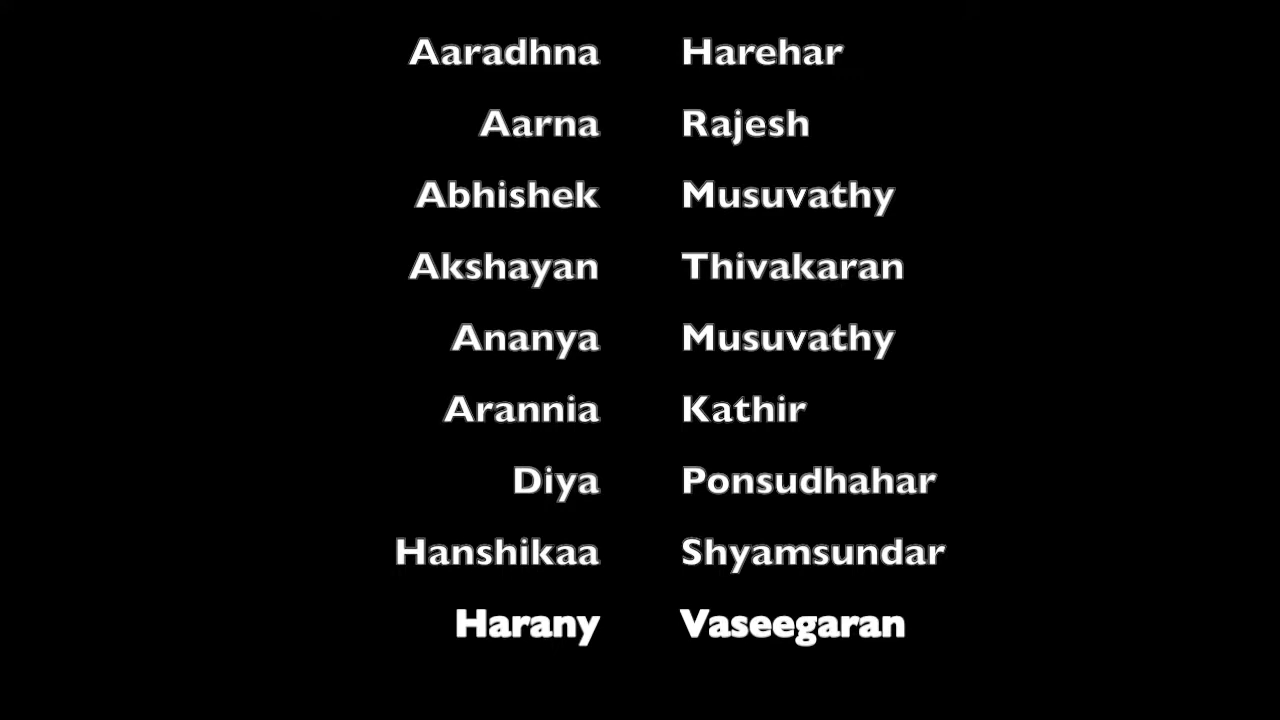 Aaradhna Harehar
Aarna Rajesh
Abhishek Musuvathy
Akshayan Thivakaran
Ananya Musuvathy
Arannia Kathir
Diya Ponsudhahar
Hanshikaa Shyamsundar
Harany Vaseegaran